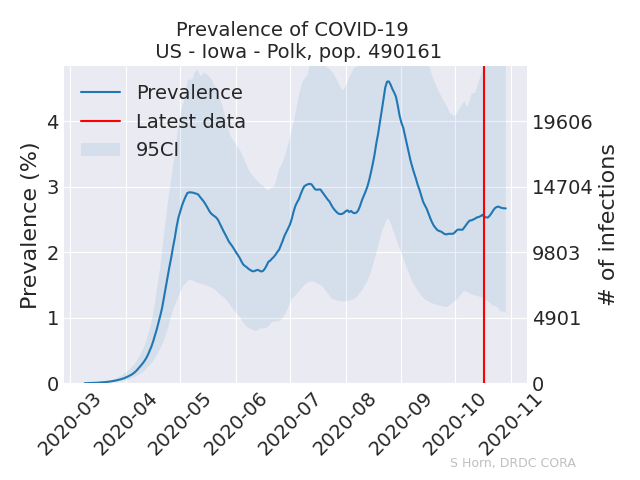 Prevalence of COVID-19
US - Iowa - Polk, pop. 490161
Prevalence
Latest data
95CI
Prevalence (%)
4
3
2
1
0
19606
14704
9803
4901
0
# of infections
2020-03
2020-04
2020-05
2020-06
2020-07
2020-08
2020-09
2020-10
2020-11
S Horn, DRDC CORA